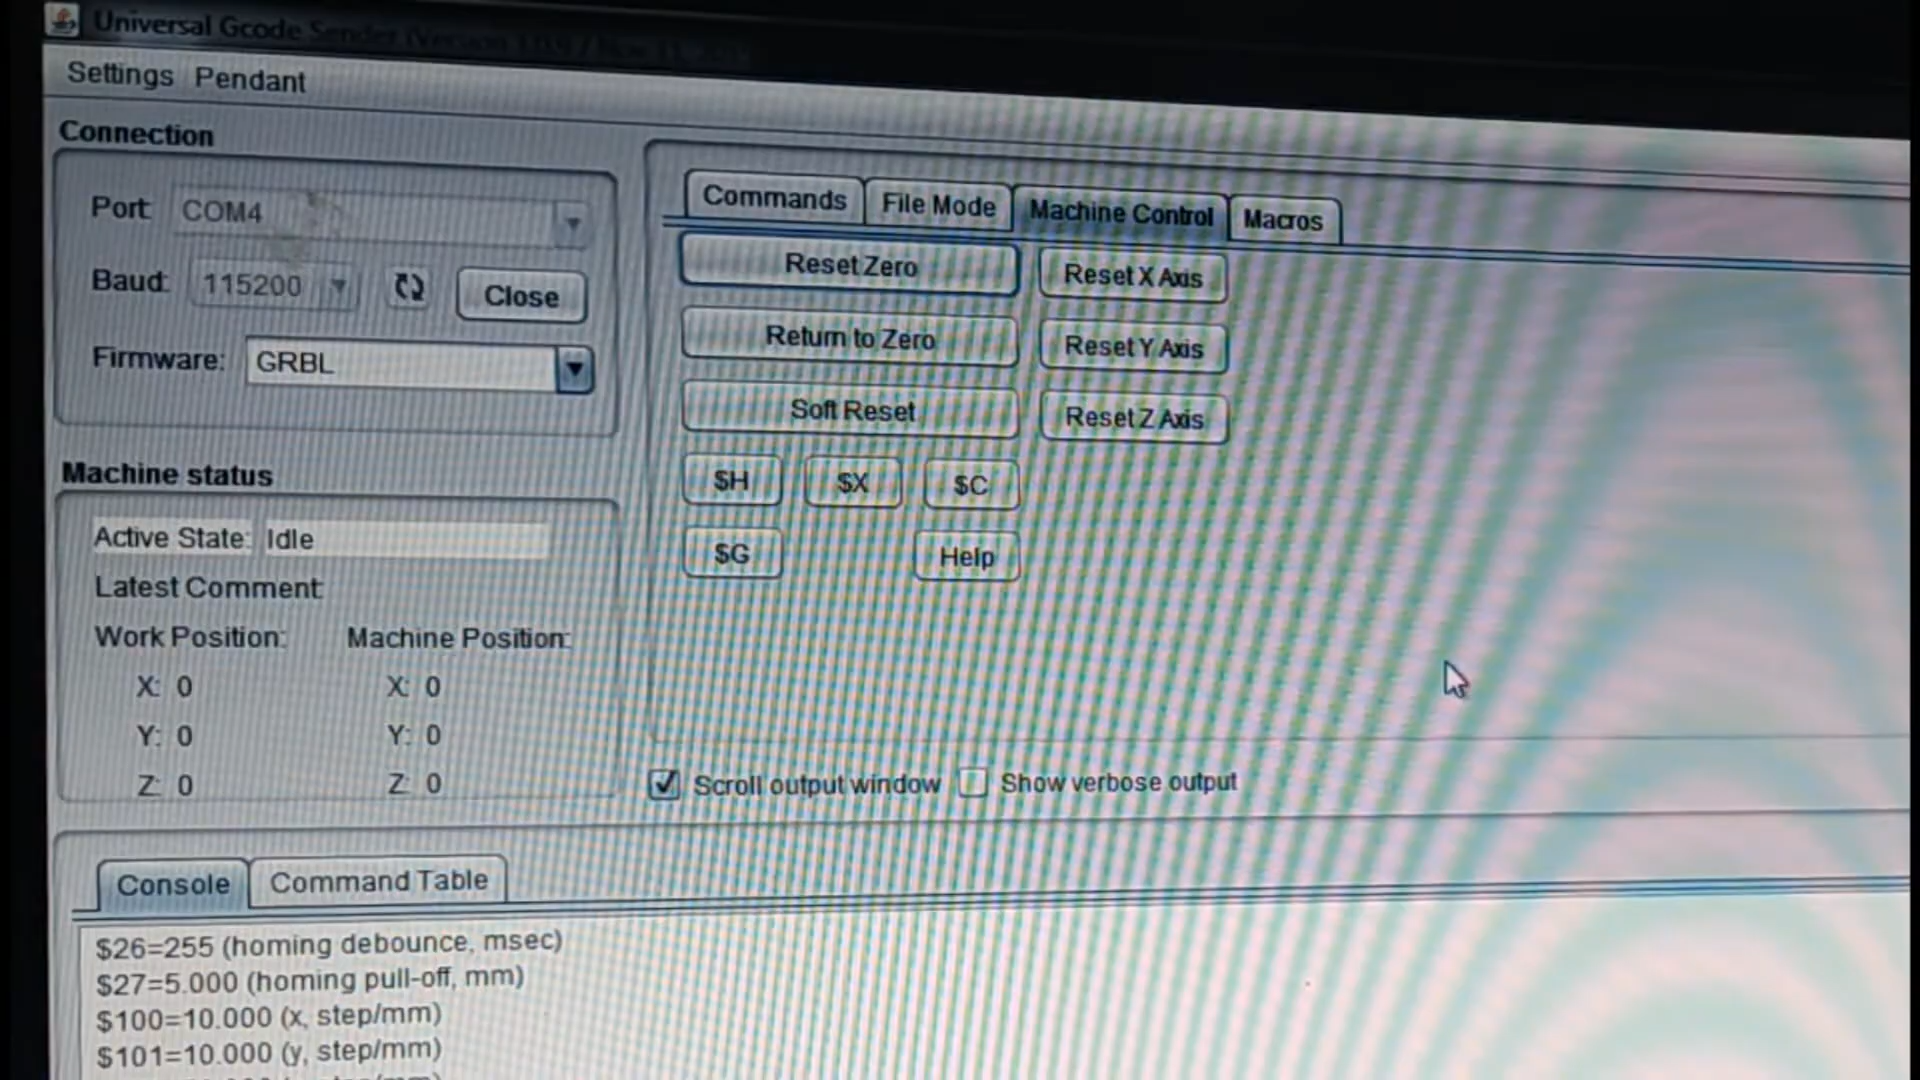 Universal Gcode Sender (Version
Settings Pendant
Connection
Port: COM4
Baud: 115200 Close
Firmware: GRBL
Commands File Mode Machine Control Macros
Reset Zero Reset X Axis
Return to Zero Reset Y Axis
Soft Reset Reset Z Axis
$H $X $C
$G Help
Machine status
Active State: Idle
Latest Comment:
Work Position: Machine Position:
X: 0 X: 0
Y: 0 Y: 0
Z: 0 Z: 0
Scroll output window Show verbose output
Console Command Table
$26=255 (homing debounce, msec)
$27=5.000 (homing pull-off, mm)
$100=10.000 (x, step/mm)
$101=10.000 (y, step/mm)